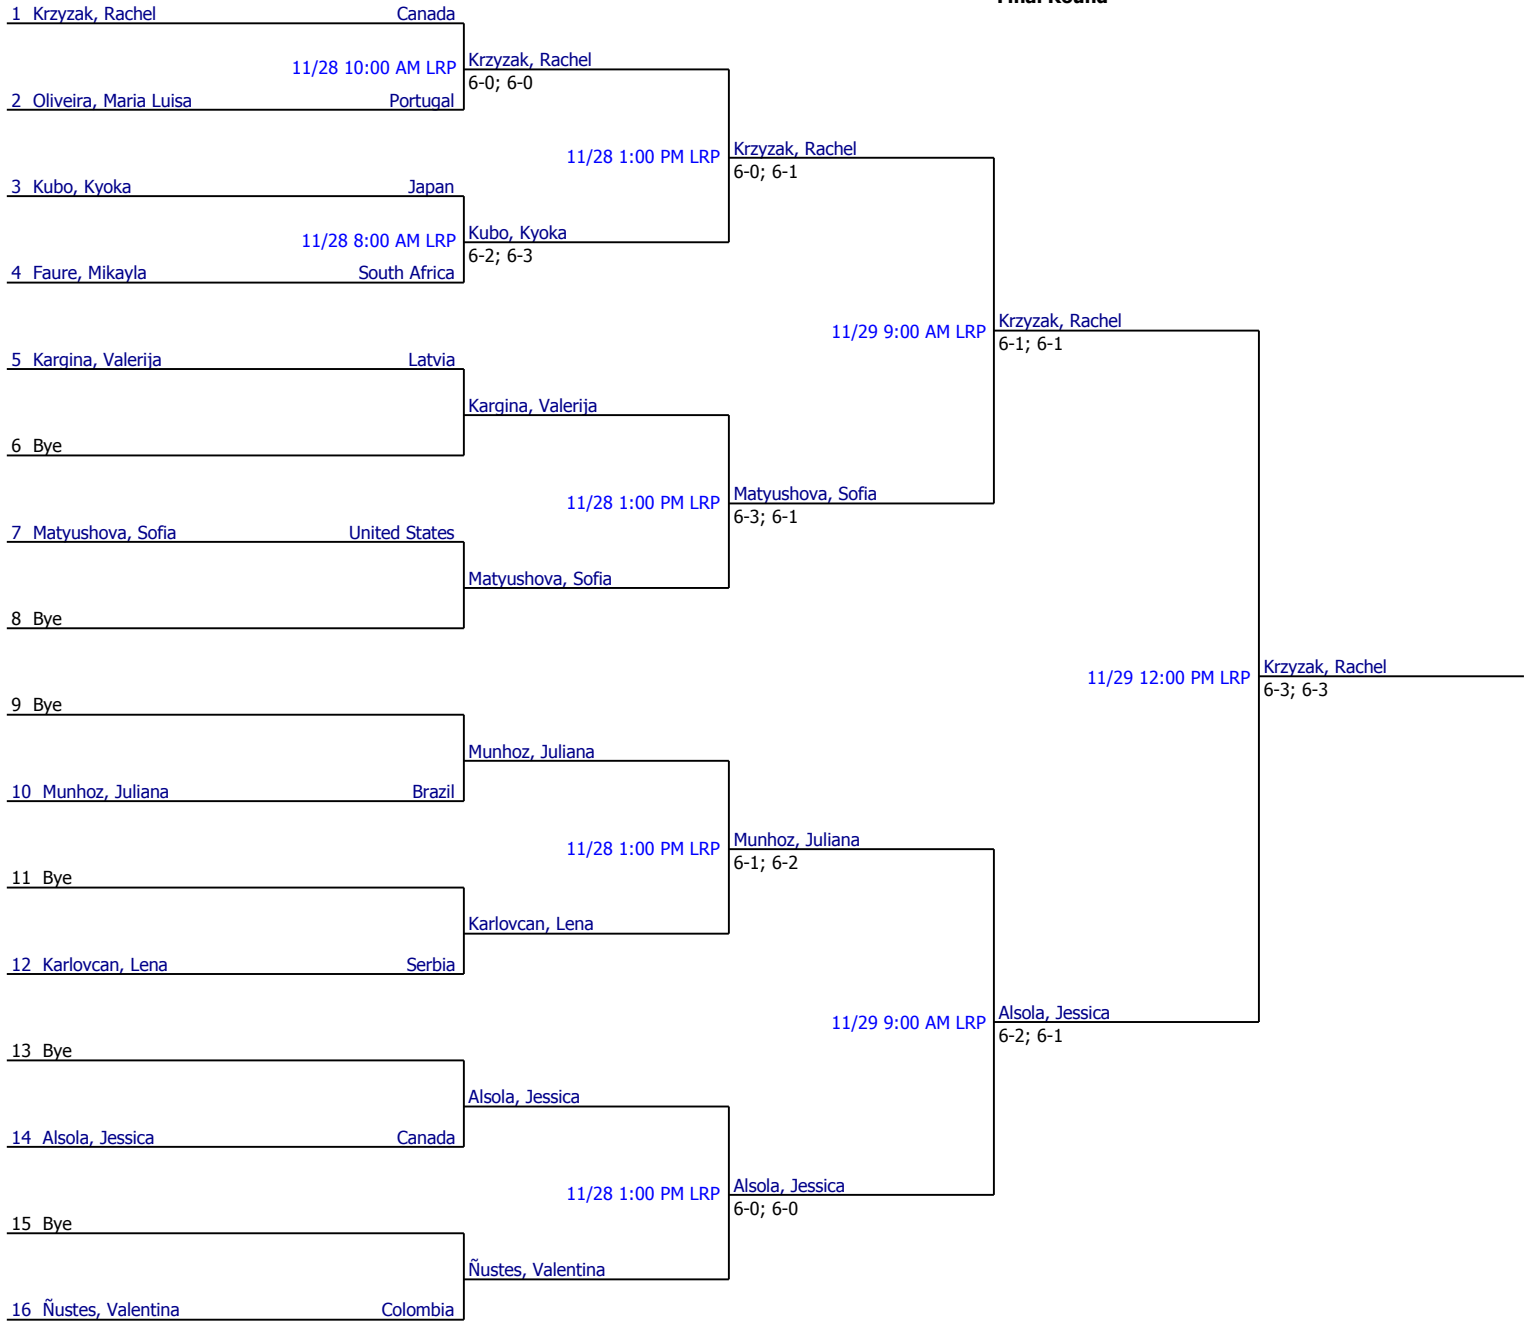 Final Round
1 Krzyzak, Rachel Canada
11/28 10:00 AM LRP
Krzyzak, Rachel
6-0; 6-0
2 Oliveira, Maria Luisa Portugal
11/28 1:00 PM LRP
Krzyzak, Rachel
6-0; 6-1
3 Kubo, Kyoka Japan
11/28 8:00 AM LRP
Kubo, Kyoka
6-2; 6-3
4 Faure, Mikayla South Africa
11/29 9:00 AM LRP
Krzyzak, Rachel
6-1; 6-1
5 Kargina, Valerija Latvia
Kargina, Valerija
6 Bye
11/28 1:00 PM LRP
Matyushova, Sofia
6-3; 6-1
7 Matyushova, Sofia United States
Matyushova, Sofia
8 Bye
11/29 12:00 PM LRP
Krzyzak, Rachel
6-3; 6-3
9 Bye
Munhoz, Juliana
10 Munhoz, Juliana Brazil
11/28 1:00 PM LRP
Munhoz, Juliana
6-1; 6-2
11 Bye
Karlovcan, Lena
12 Karlovcan, Lena Serbia
11/29 9:00 AM LRP
Alsola, Jessica
6-2; 6-1
13 Bye
Alsola, Jessica
14 Alsola, Jessica Canada
11/28 1:00 PM LRP
Alsola, Jessica
6-0; 6-0
15 Bye
Ñustes, Valentina
16 Ñustes, Valentina Colombia